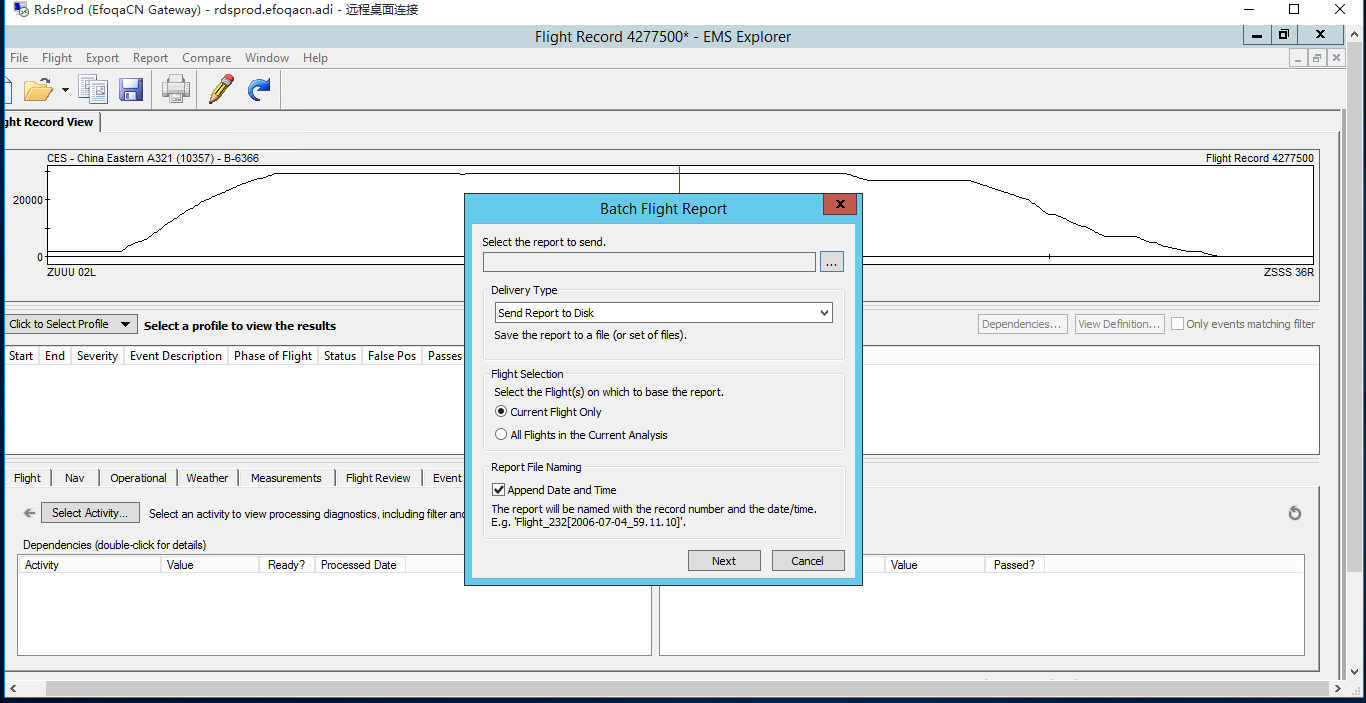 RdsProd (EfoqaCN Gateway) - rdsprod.efoqacn.adi - 远程桌面连接
Flight Record 4277500* - EMS Explorer
File Flight Export Report Compare Window Help
ght Record View
CES - China Eastern A321 (10357) - B-6366
Flight Record 4277500
20000
0
ZUUU 02L
ZSSS 36R
Batch Flight Report
Select the report to send.
...
Delivery Type
Send Report to Disk
Save the report to a file (or set of files).
Flight Selection
Select the Flight(s) on which to base the report.
Current Flight Only
All Flights in the Current Analysis
Report File Naming
Append Date and Time
The report will be named with the record number and the date/time.
E.g. 'Flight_232[2006-07-04_59.11.10]'.
Next Cancel
Click to Select Profile Select a profile to view the results
Dependencies... View Definition... Only events matching filter
Start End Severity Event Description Phase of Flight Status False Pos Passes
Flight Nav Operational Weather Measurements Flight Review Event
Select Activity... Select an activity to view processing diagnostics, including filter and
Dependencies (double-click for details)
Activity Value Ready? Processed Date
Value Passed?